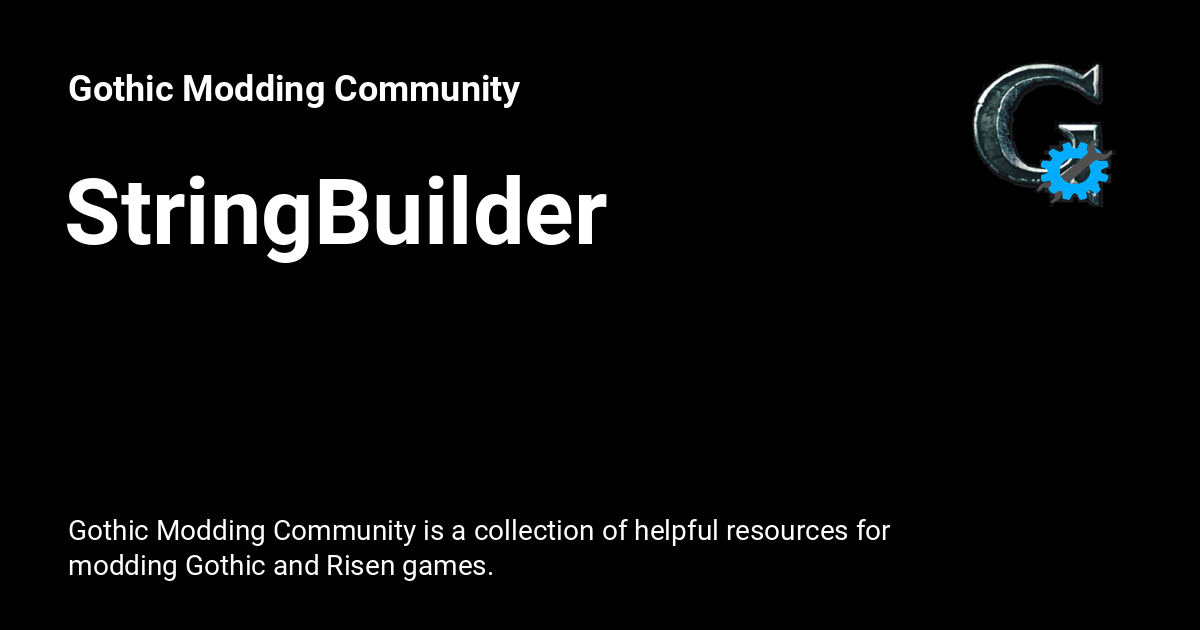 Gothic Modding Community
StringBuilder
G
Gothic Modding Community is a collection of helpful resources for
modding Gothic and Risen games.